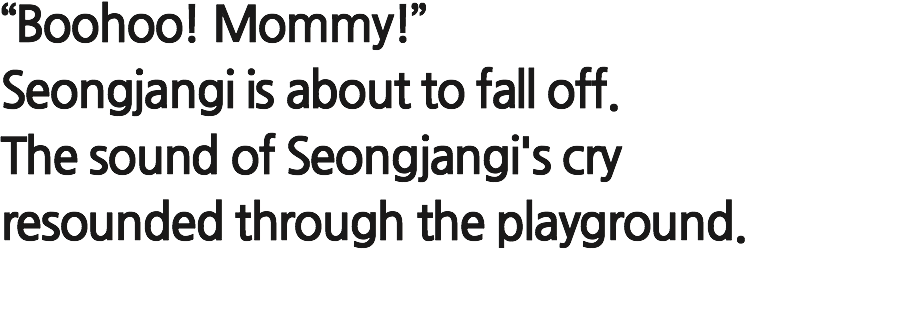 “Boohoo! Mommy!”
Seongjangi is about to fall off.
The sound of Seongjangi's cry
resounded through the playground.